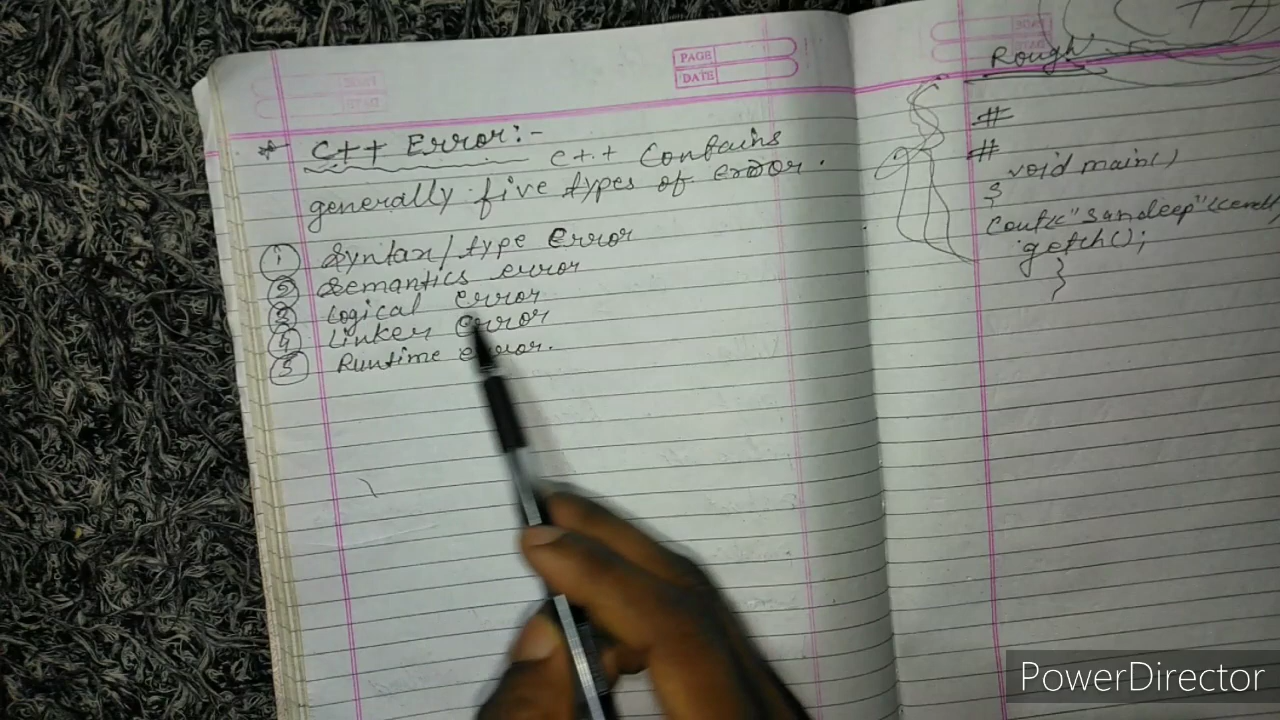 PAGE
DATE
* C++ Error:-
C++ Contains
generally five types of error.
① Syntax/type error
② Semantics error
③ Logical error
④ Linker error
⑤ Runtime error.
C++
Rough
#
#
void main()
{
Cout<<"Sandeep"<<endl;
getch();
}
PowerDirector